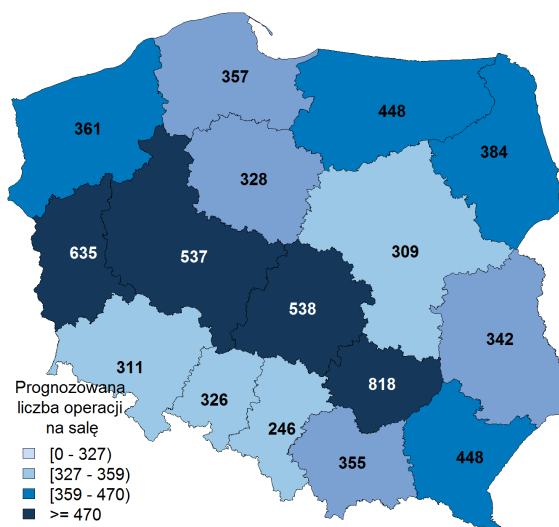 357
448
361
384
328
635
537
309
538
342
311
818
326
246
355
448
Prognozowana
liczba operacji
na salę
[0 - 327)
[327 - 359)
[359 - 470)
>= 470